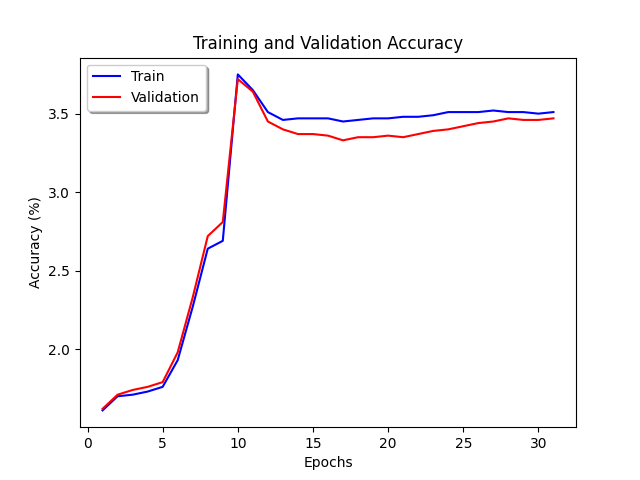 Training and Validation Accuracy
Train
Validation
3.5
3.0
2.5
2.0
Accuracy (%)
0 5 10 15 20 25 30
Epochs